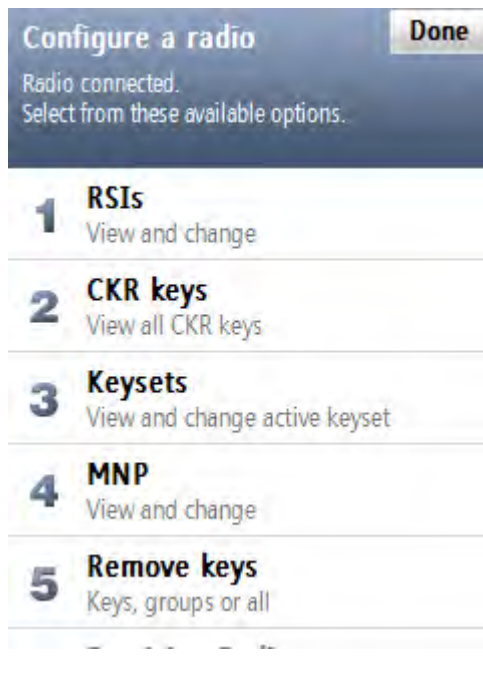 Configure a radio
Done
Radio connected.
Select from these available options.
1
RSIs
View and change
2
CKR keys
View all CKR keys
3
Keysets
View and change active keyset
4
MNP
View and change
5
Remove keys
Keys, groups or all